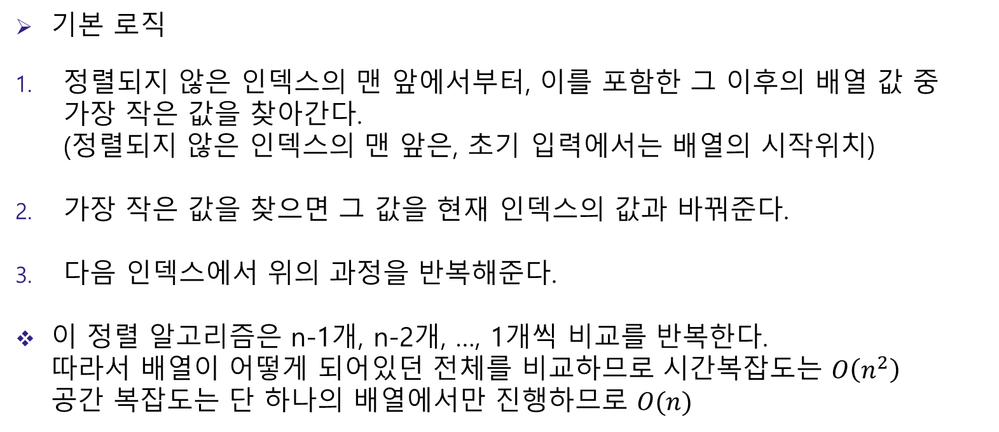 ➢ 기본 로직
1. 정렬되지 않은 인덱스의 맨 앞에서부터, 이를 포함한 그 이후의 배열 값 중
가장 작은 값을 찾아간다.
(정렬되지 않은 인덱스의 맨 앞은, 초기 입력에서는 배열의 시작위치)
2. 가장 작은 값을 찾으면 그 값을 현재 인덱스의 값과 바꿔준다.
3. 다음 인덱스에서 위의 과정을 반복해준다.
❖ 이 정렬 알고리즘은 n-1개, n-2개, …, 1개씩 비교를 반복한다.
따라서 배열이 어떻게 되어있던 전체를 비교하므로 시간복잡도는 O(n²)
공간 복잡도는 단 하나의 배열에서만 진행하므로 O(n)